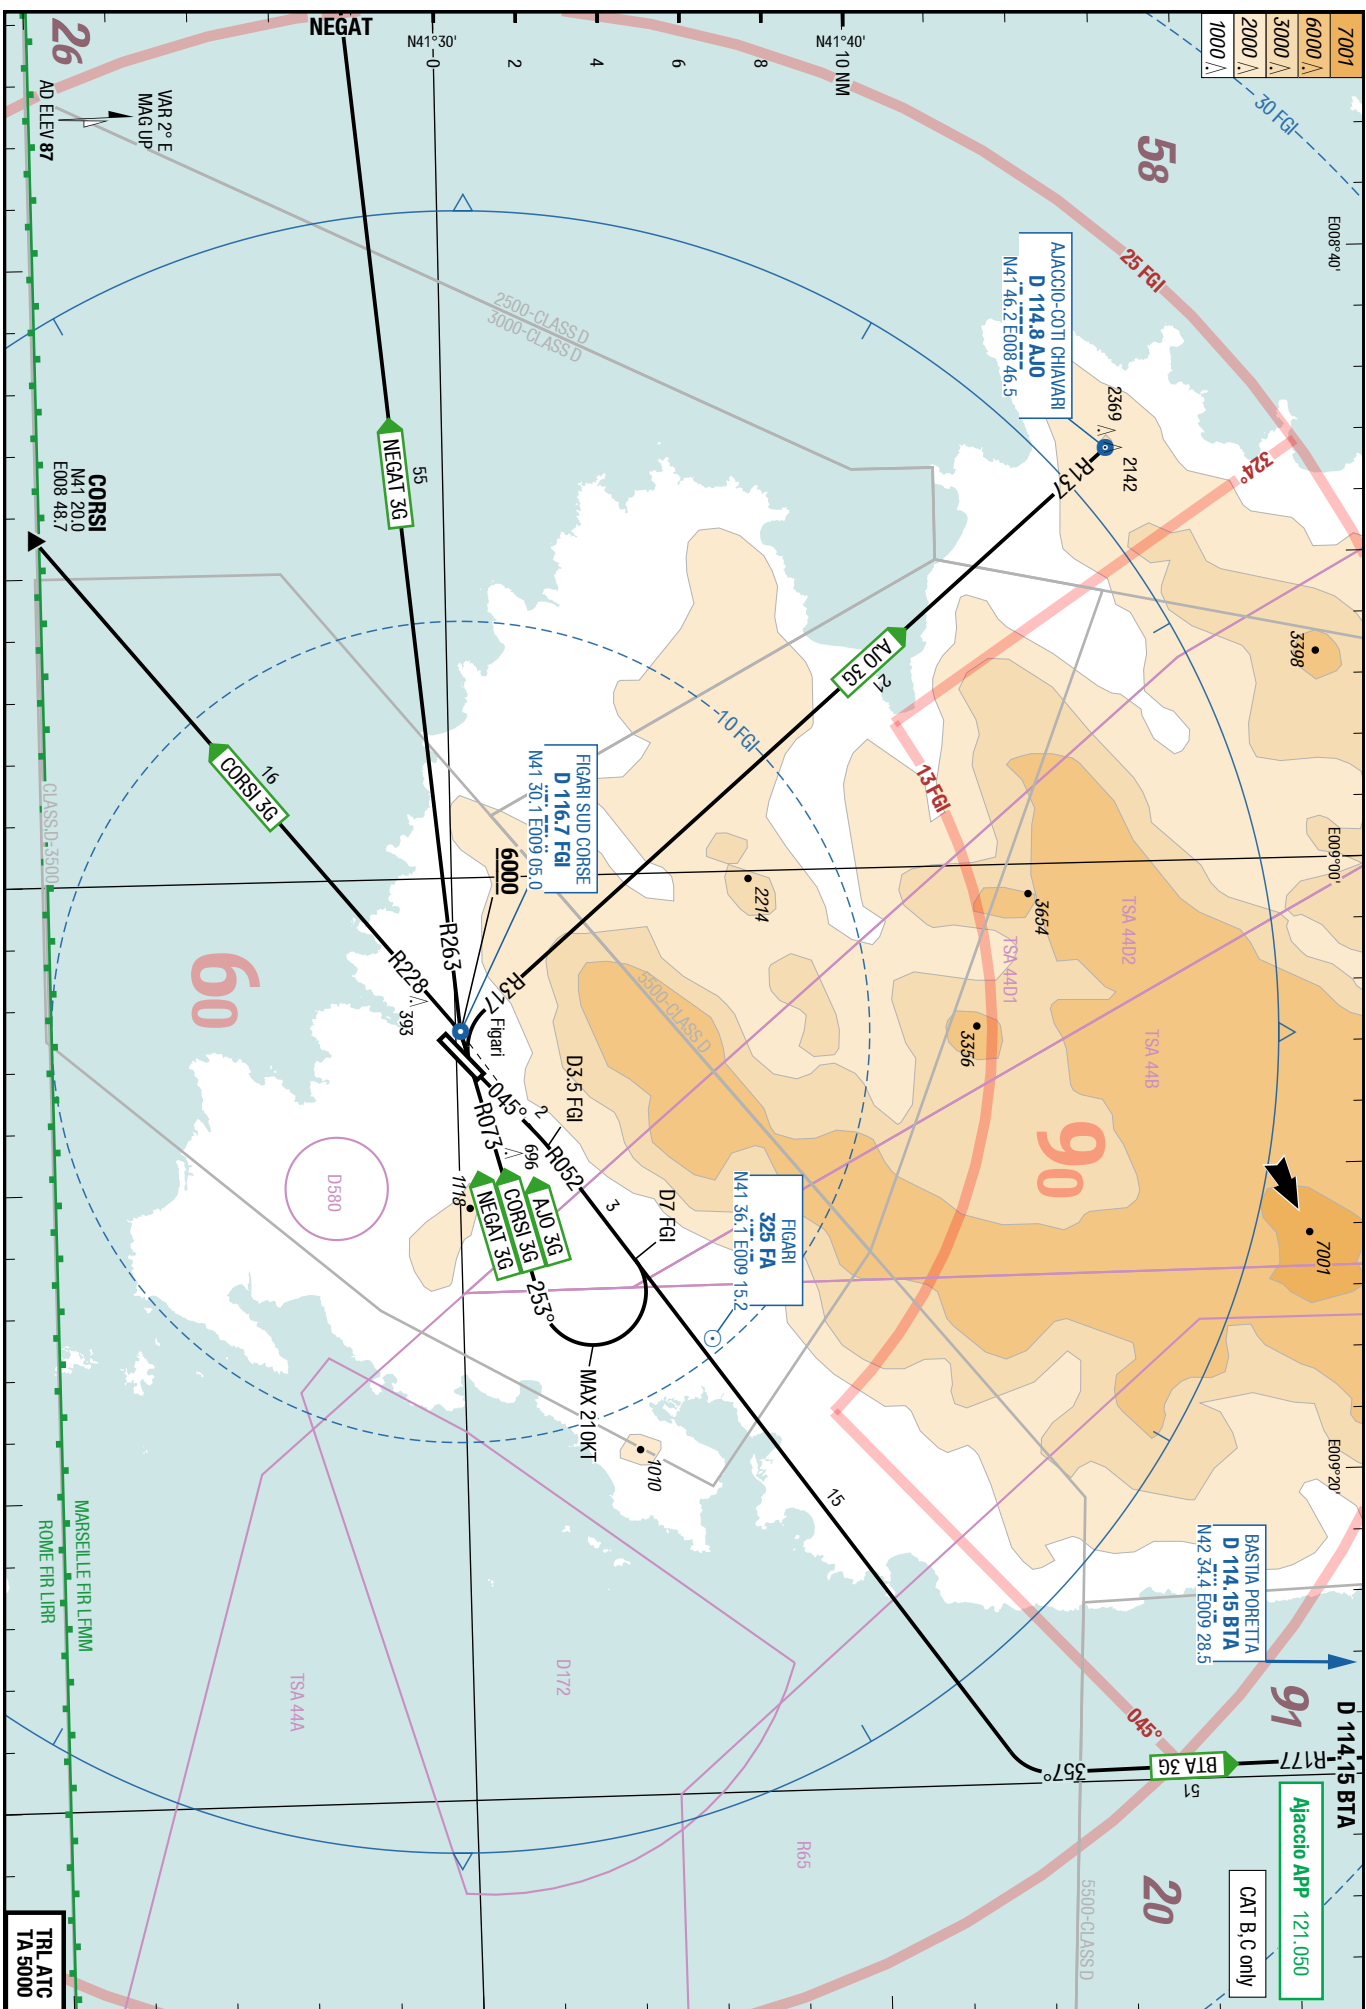 7001
6000
3000
2000
1000
30 FGI
58
E008°40'
N41°40'
10 NM
8
6
4
2
0
N41°30'
NEGAT
26
VAR 2° E
MAG UP
AD ELEV 87
25 FGI
AJACCIO-COTI CHIAVARI
D 114.8 AJO
N41 46.2 E008 46.5
2369
2142
R137
324°
2500-CLASS D
3000-CLASS D
55
NEGAT 3G
CORSI
N41 20.0
E008 48.7
3398
AJO 3G
21
13 FGI
10 FGI
16
CORSI 3G
CLASS D-3500
FIGARI SUD CORSE
D 116.7 FGI
N41 30.1 E009 05.0
6000
E009°00'
2214
3654
TSA 44D2
TSA 44D1
TSA 44B
3356
5500-CLASS D
60
90
R263
R228
R317
393
Figari
045°
2
D3.5 FGI
R052
R073
696
3
D7 FGI
1118
AJO 3G
CORSI 3G
NEGAT 3G
253°
MAX 210KT
D580
FIGARI
325 FA
N41 36.1 E009 15.2
7001
1010
15
E009°20'
BASTIA PORETTA
D 114.15 BTA
N42 34.4 E009 28.5
MARSEILLE FIR LFMM
ROME FIR LIRR
TSA 44A
D172
R65
045°
91
D 114.15 BTA
R177
BTA 3G
51
357°
Ajaccio APP 121.050
CAT B,C only
20
5500-CLASS D
TRL ATC
TA 5000